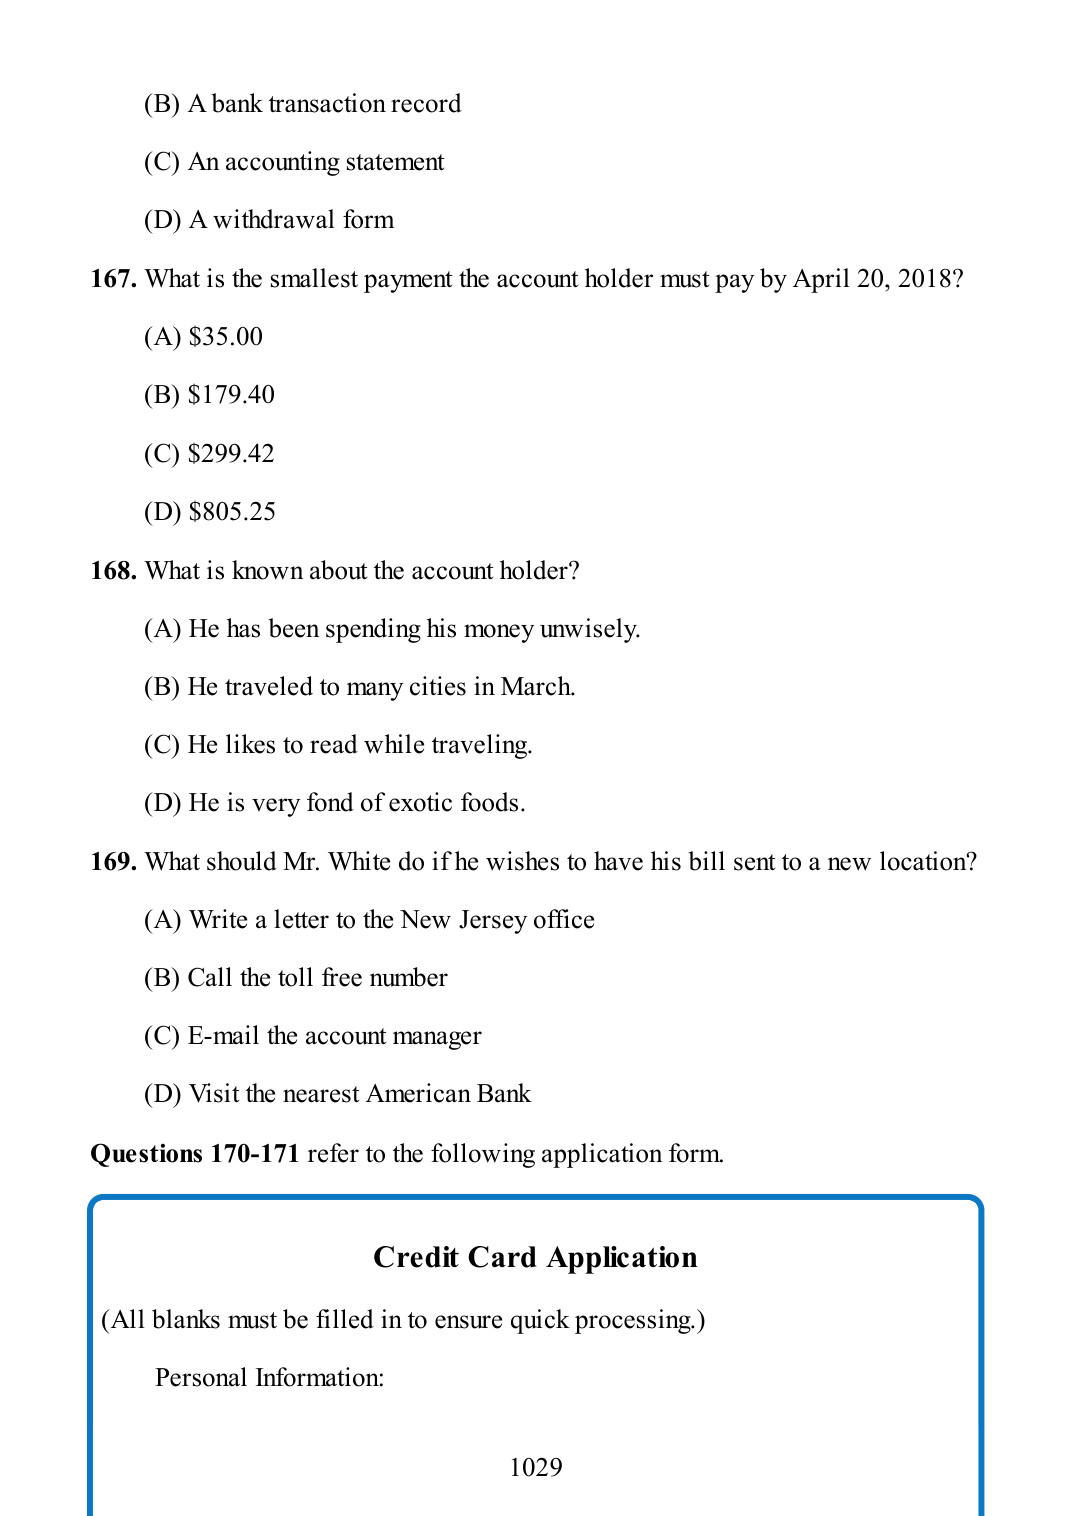 (B) A bank transaction record
(C) An accounting statement
(D) A withdrawal form
167. What is the smallest payment the account holder must pay by April 20, 2018?
(A) $35.00
(B) $179.40
(C) $299.42
(D) $805.25
168. What is known about the account holder?
(A) He has been spending his money unwisely.
(B) He traveled to many cities in March.
(C) He likes to read while traveling.
(D) He is very fond of exotic foods.
169. What should Mr. White do if he wishes to have his bill sent to a new location?
(A) Write a letter to the New Jersey office
(B) Call the toll free number
(C) E-mail the account manager
(D) Visit the nearest American Bank
Questions 170-171 refer to the following application form.
Credit Card Application
(All blanks must be filled in to ensure quick processing.)
Personal Information:
1029